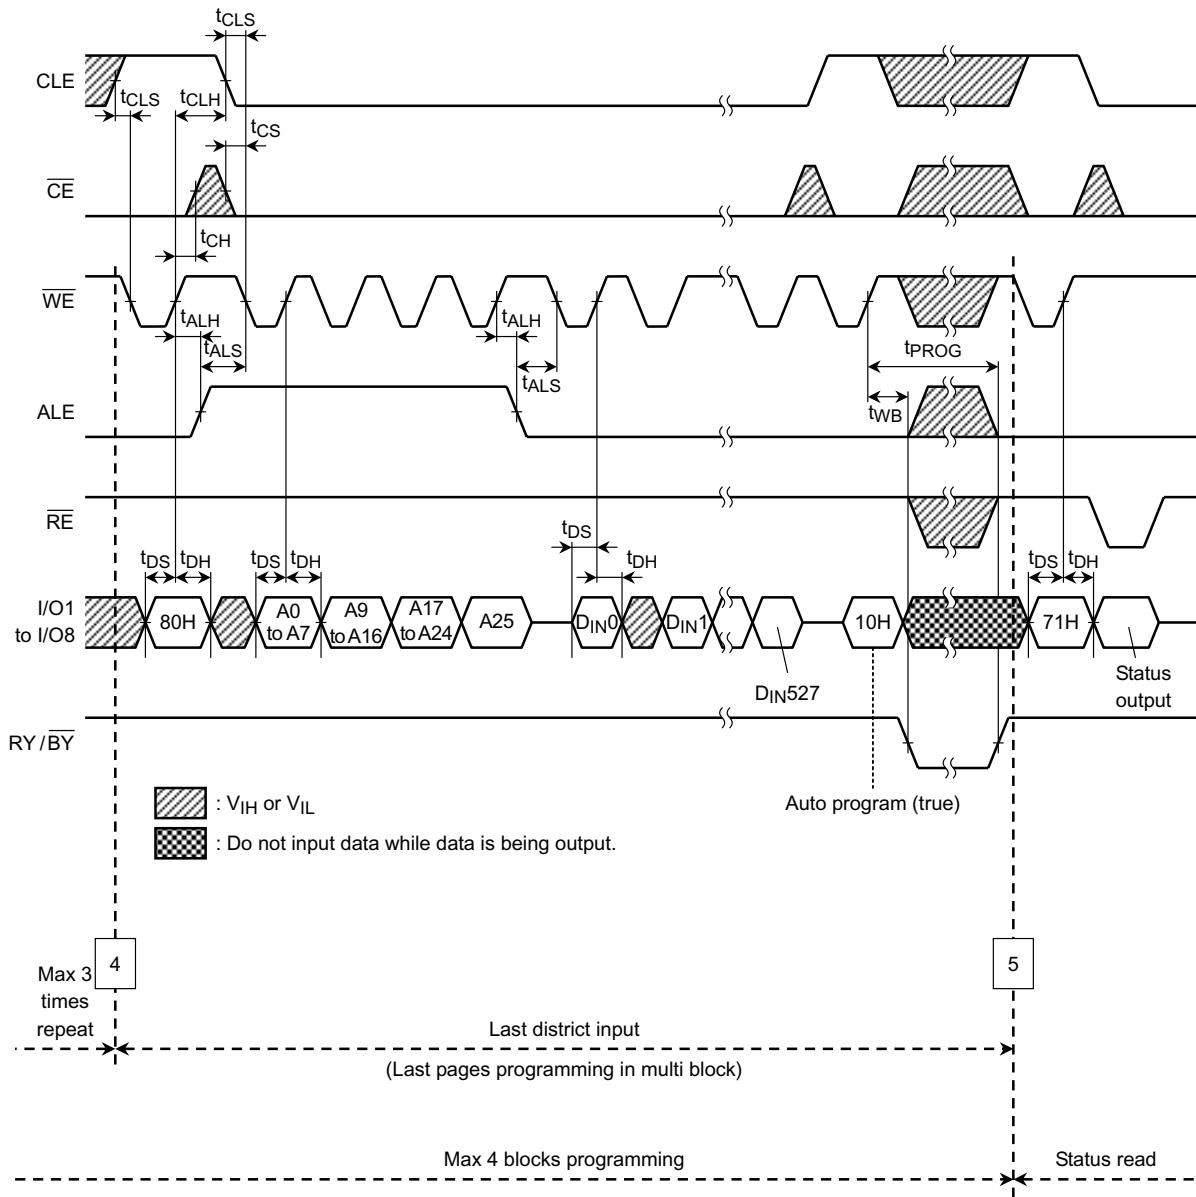 tCLS
CLE
tCLS tCLH
tCS
CE
tCH
WE
tALH tALH
tALS tPROG
tALS
ALE tWB
RE
tDS
tDS tDH tDS tDH tDH tDS tDH
I/O1
to I/O8
80H
A0
to A7
A9
to A16
A17
to A24
A25
DIN0
DIN1
10H
71H
DIN527
Status
output
RY/BY
: VIH or VIL
Auto program (true)
: Do not input data while data is being output.
4
5
Max 3
times
repeat
Last district input
(Last pages programming in multi block)
Max 4 blocks programming
Status read